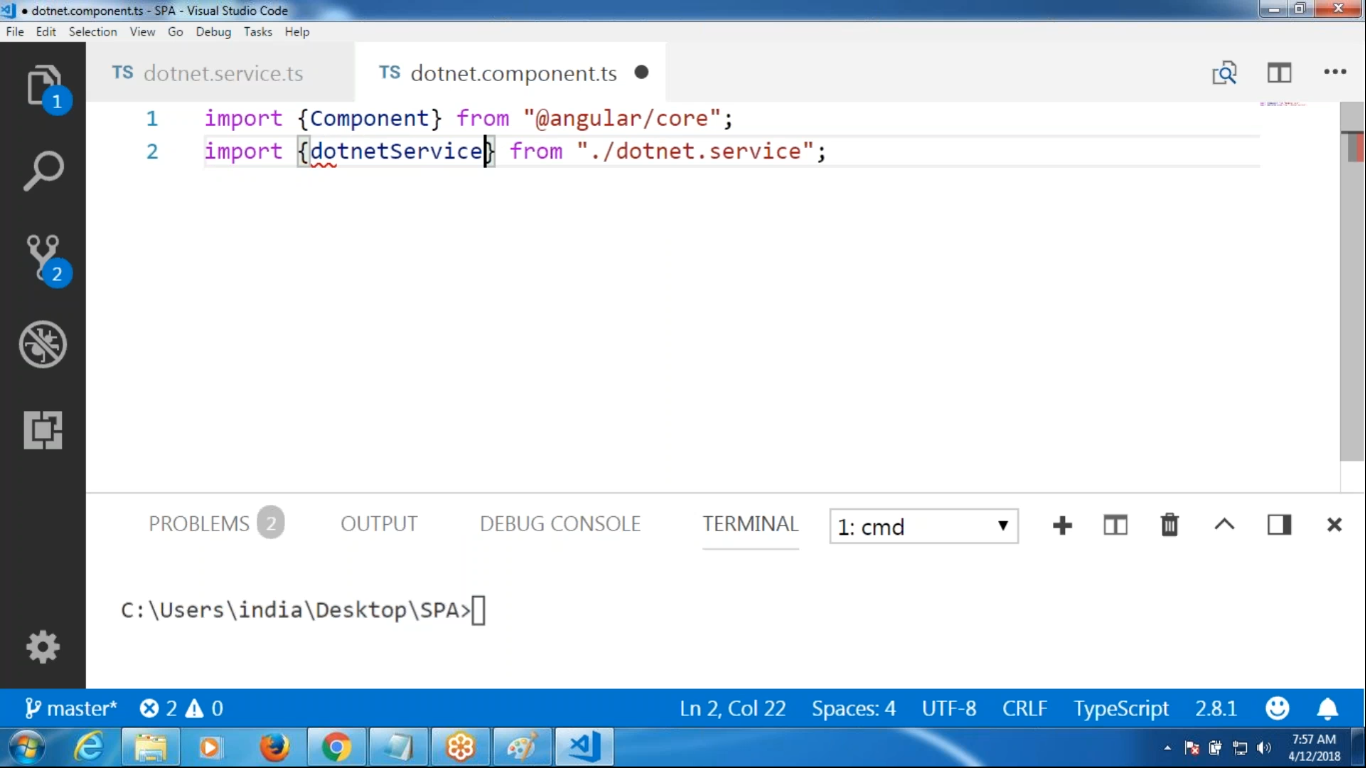 ● dotnet.component.ts - SPA - Visual Studio Code
File Edit Selection View Go Debug Tasks Help
TS dotnet.service.ts TS dotnet.component.ts ●
1 import {Component} from "@angular/core";
2 import {dotnetService} from "./dotnet.service";
1
2
PROBLEMS 2 OUTPUT DEBUG CONSOLE TERMINAL 1: cmd
C:\Users\india\Desktop\SPA>
master* 2 0 Ln 2, Col 22 Spaces: 4 UTF-8 CRLF TypeScript 2.8.1
7:57 AM
4/12/2018